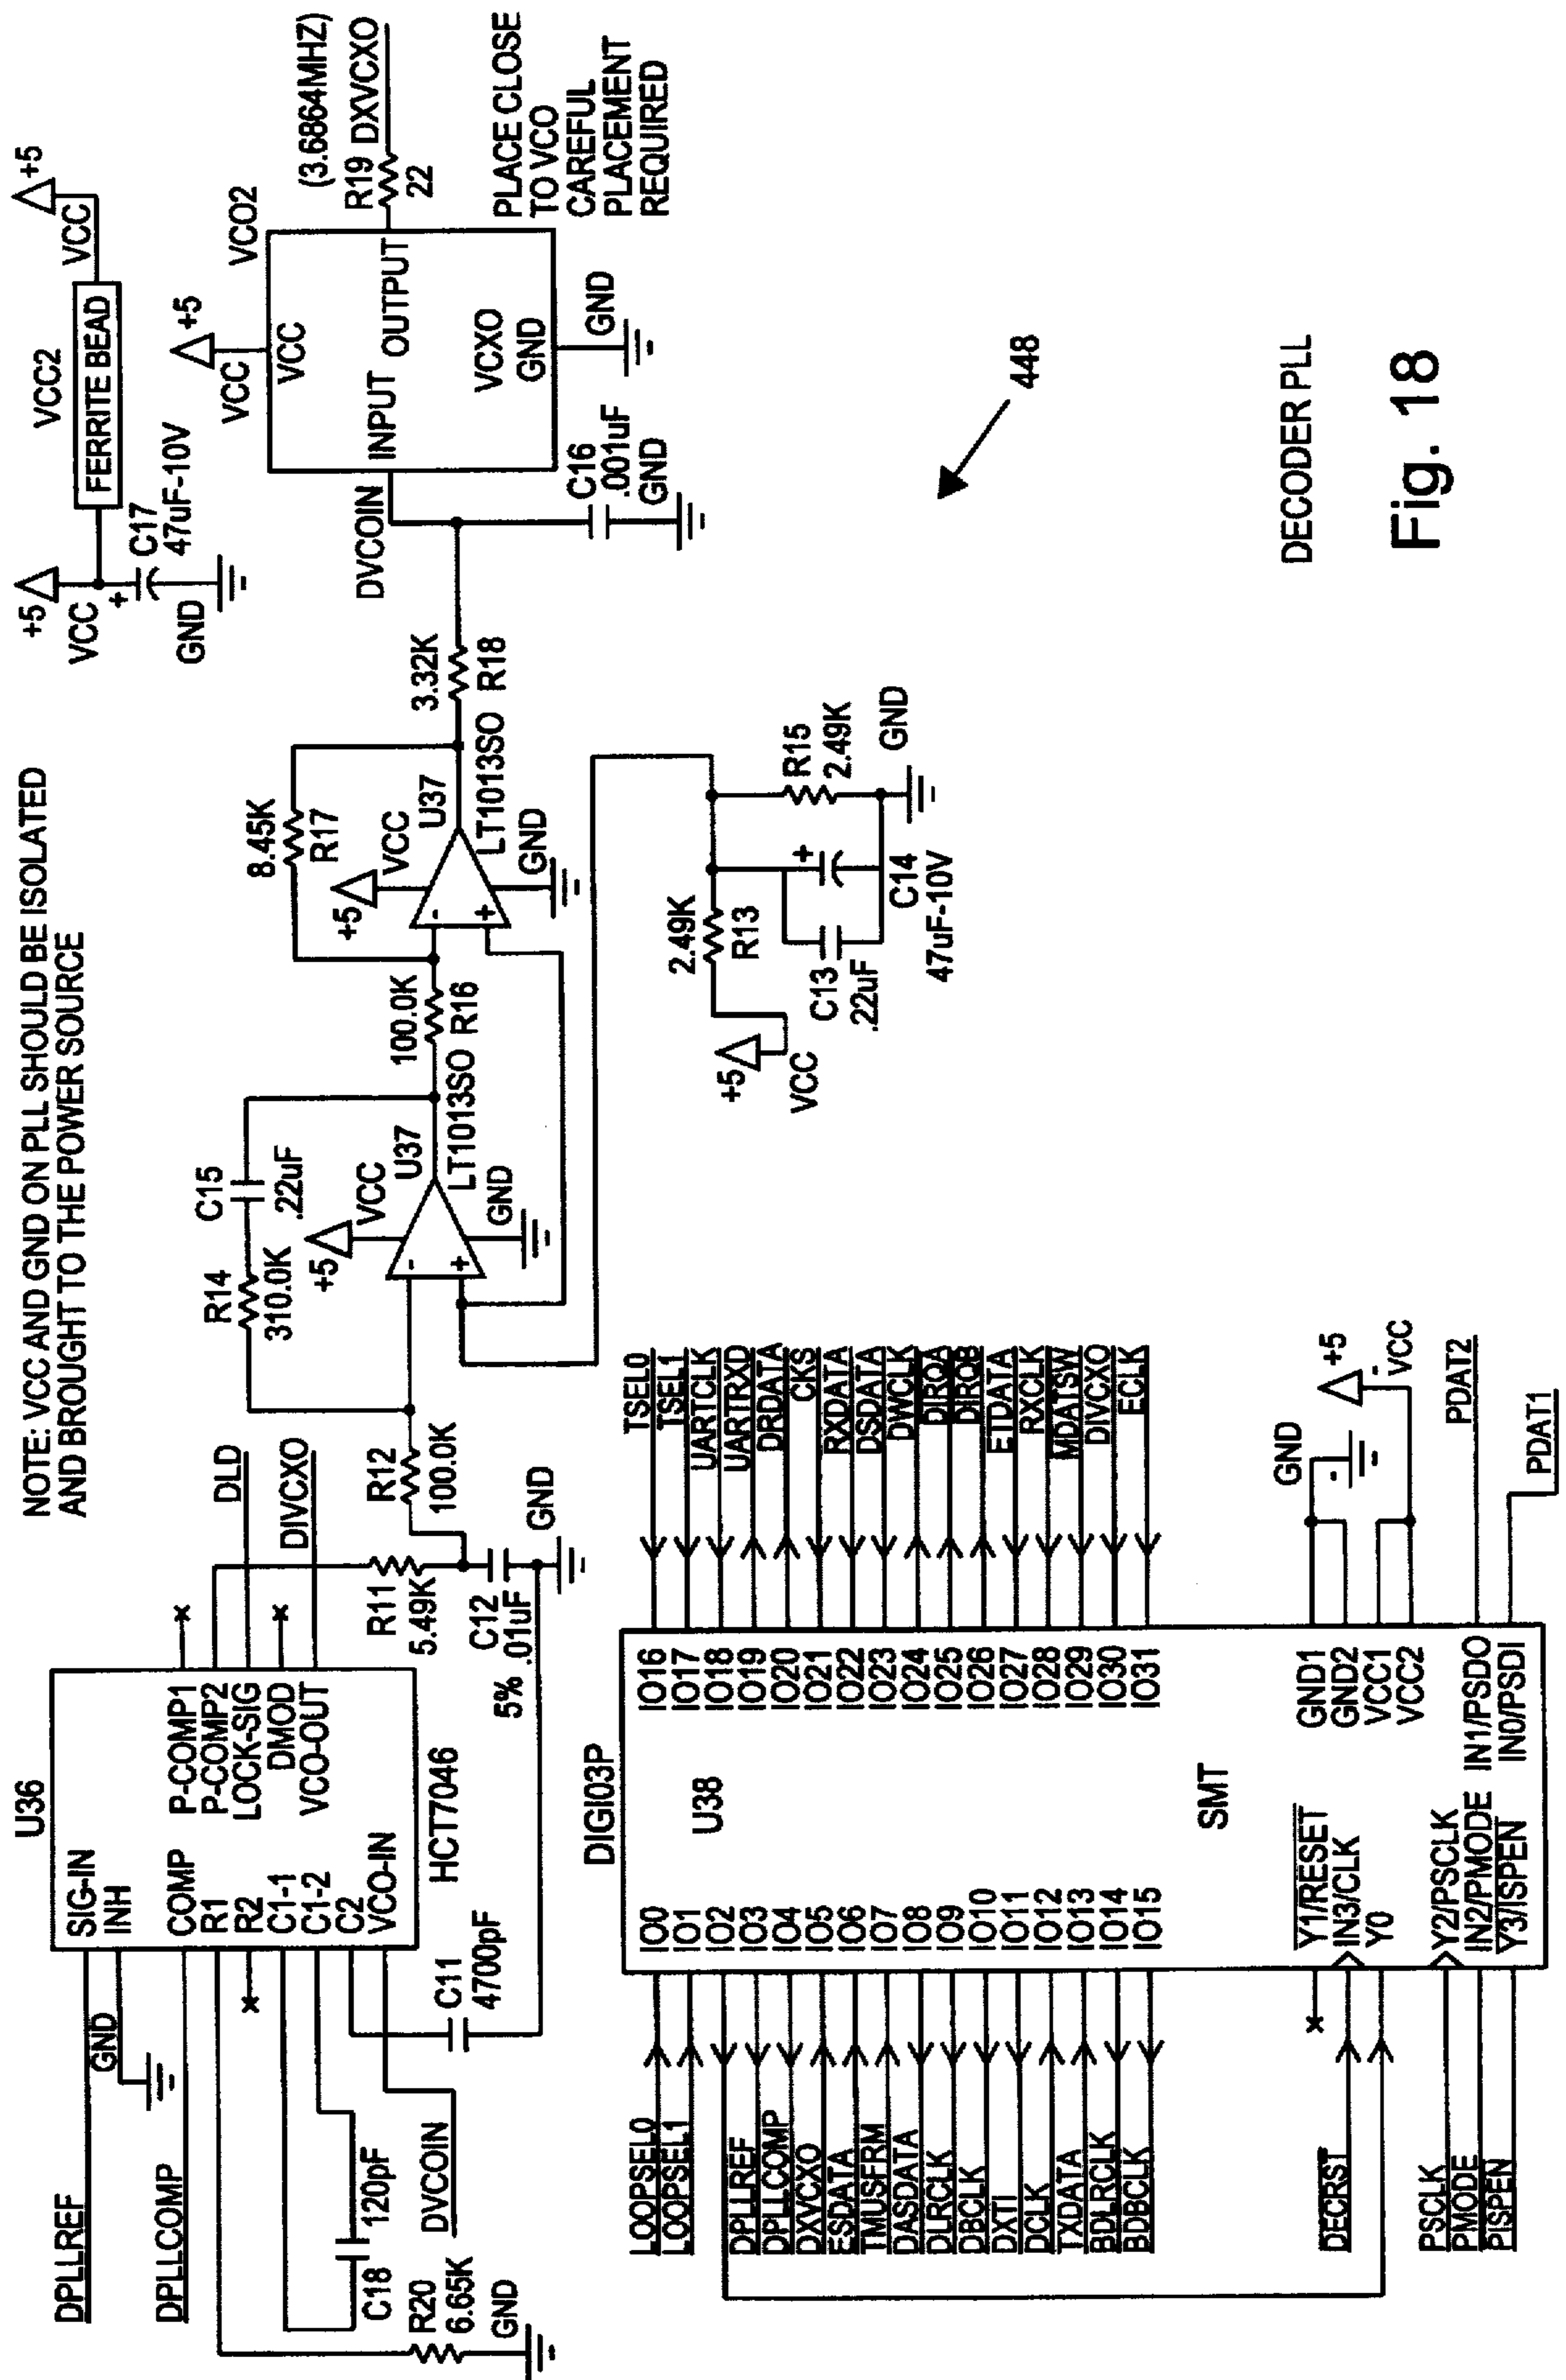 NOTE: VCC AND GND ON PLL SHOULD BE ISOLATED
AND BROUGHT TO THE POWER SOURCE
U36
SIG-IN
INH
COMP
R1
R2
C1-1
C1-2
C2
VCO-IN
P-COMP1
P-COMP2
LOCK-SIG
DMOD
VCO-OUT
HCT7046
DPLLREF
GND
DPLLCOMP
C18
120pF
R20
6.65K
GND
DVCOIN
C11
4700pF
DLD
DIVCXO
R11
5.49K
C12
5% .01uF
GND
R12
100.0K
R14
310.0K
C15
.22uF
+5
VCC
U37
-
+
LT1013SO
GND
100.0K
R16
8.45K
R17
+5
VCC
U37
-
+
LT1013SO
GND
3.32K
R18
+5
VCC
2.49K
R13
C13
.22uF
+
C14
47uF-10V
R15
2.49K
GND
+5
VCC
+
C17
47uF-10V
GND
VCC2
FERRITE BEAD
VCC
+5
DVCOIN
C16
.001uF
GND
+5
VCC
VCO2
VCC
INPUT
OUTPUT
VCXO
GND
GND
(3.6864MHZ)
R19
DXVCXO
22
PLACE CLOSE
TO VCO
CAREFUL
PLACEMENT
REQUIRED
DIGI03P
U38
SMT
LOOPSEL0
LOOPSEL1
DPLLREF
DPLLCOMP
DXVCXO
ESDATA
TMUSFRM
DASDATA
DLRCLK
DBCLK
DXTI
DCLK
TXDATA
BDLRCLK
BDBCLK
DECRST
PSCLK
PMODE
PISPEN
IO0
IO1
IO2
IO3
IO4
IO5
IO6
IO7
IO8
IO9
IO10
IO11
IO12
IO13
IO14
IO15
Y1/RESET
IN3/CLK
Y0
Y2/PSCLK
IN2/PMODE
Y3/ISPEN
IO16
IO17
IO18
IO19
IO20
IO21
IO22
IO23
IO24
IO25
IO26
IO27
IO28
IO29
IO30
IO31
GND1
GND2
VCC1
VCC2
IN1/PSDO
IN0/PSDI
TSEL0
TSEL1
UARTCLK
UARTRXD
DRDATA
CKS
RXDATA
DSDATA
DWCLK
DIRQA
DIRQB
ETDATA
RXCLK
MDATSW
DIVCXO
ECLK
GND
+5
VCC
PDAT2
PDAT1
448
DECODER PLL
Fig. 18